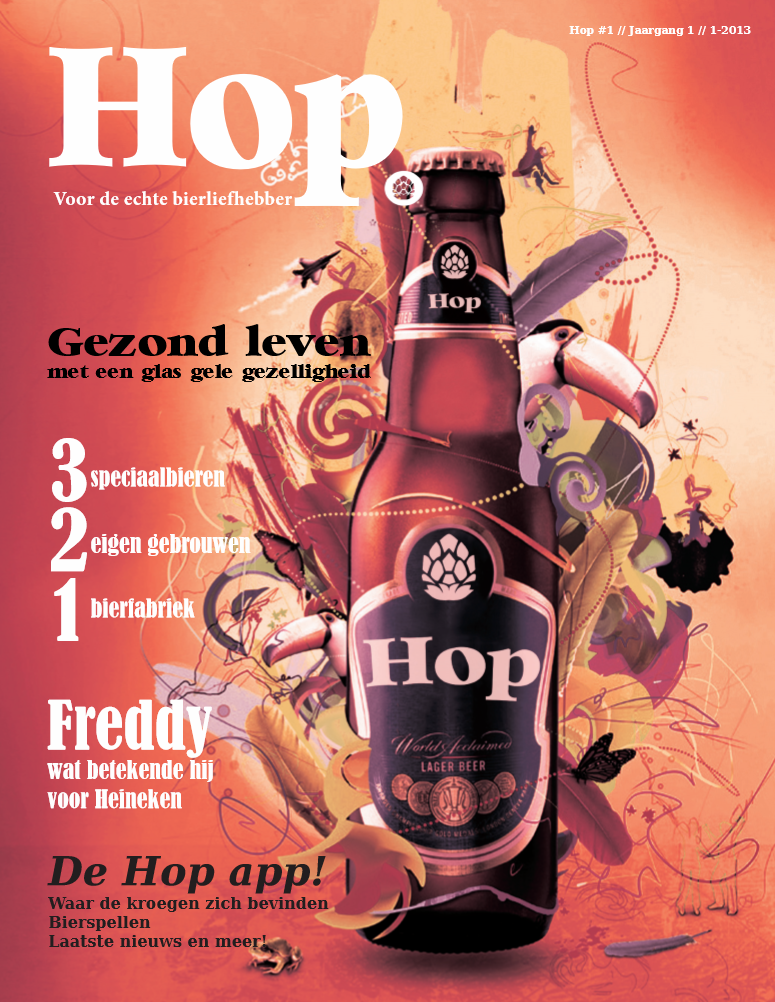 Hop #1 // Jaargang 1 // 1-2013
Hop.
Voor de echte bierliefhebber
Hop
Gezond leven
met een glas gele gezelligheid
3 speciaalbieren
2 eigen gebrouwen
1 bierfabriek
Hop
World Acclaimed
LAGER BEER
Freddy
wat betekende hij
voor Heineken
De Hop app!
Waar de kroegen zich bevinden
Bierspellen
Laatste nieuws en meer!